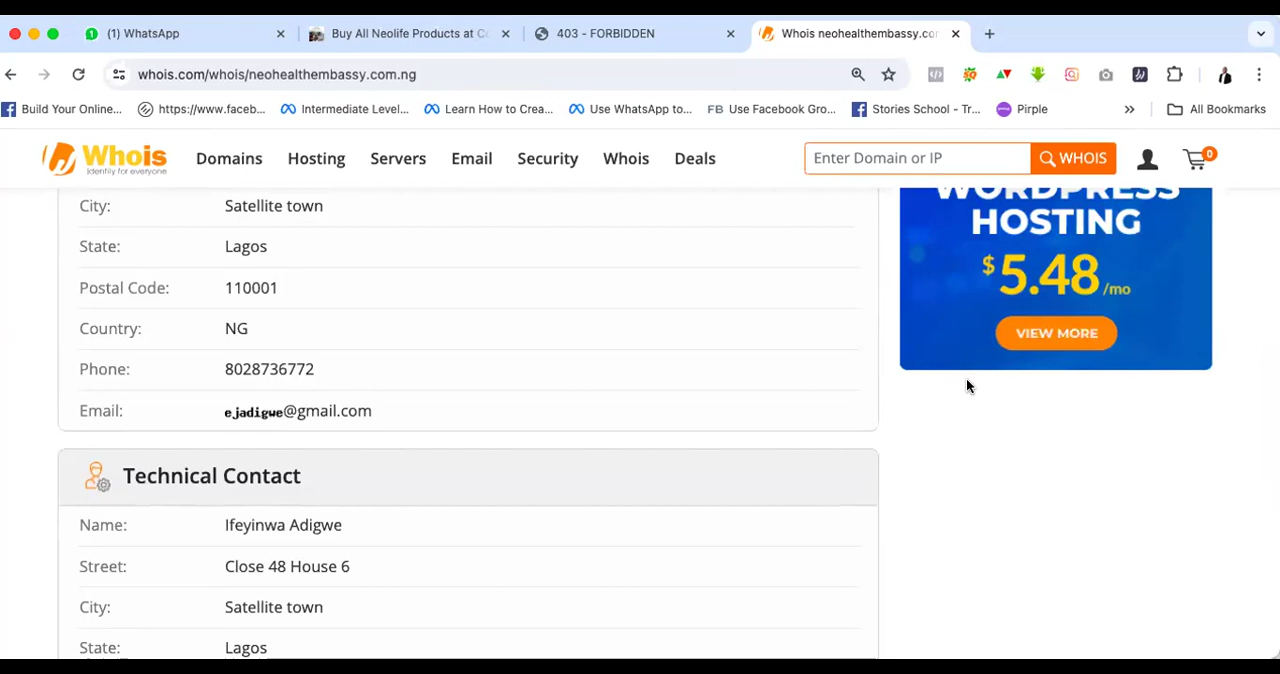 (1) WhatsApp
Buy All Neolife Products at Co
403 - FORBIDDEN
Whois neohealthembassy.cor
whois.com/whois/neohealthembassy.com.ng
Build Your Online...
https://www.faceb...
Intermediate Level...
Learn How to Crea...
Use WhatsApp to...
FB Use Facebook Gro...
Stories School - Tr...
Pirple
»
All Bookmarks
Whois
Identity for everyone
Domains
Hosting
Servers
Email
Security
Whois
Deals
Enter Domain or IP
WHOIS
0
City: Satellite town
State: Lagos
Postal Code: 110001
Country: NG
Phone: 8028736772
Email: ejadigwe@gmail.com
WORDPRESS
HOSTING
$5.48/mo
VIEW MORE
Technical Contact
Name: Ifeyinwa Adigwe
Street: Close 48 House 6
City: Satellite town
State: Lagos